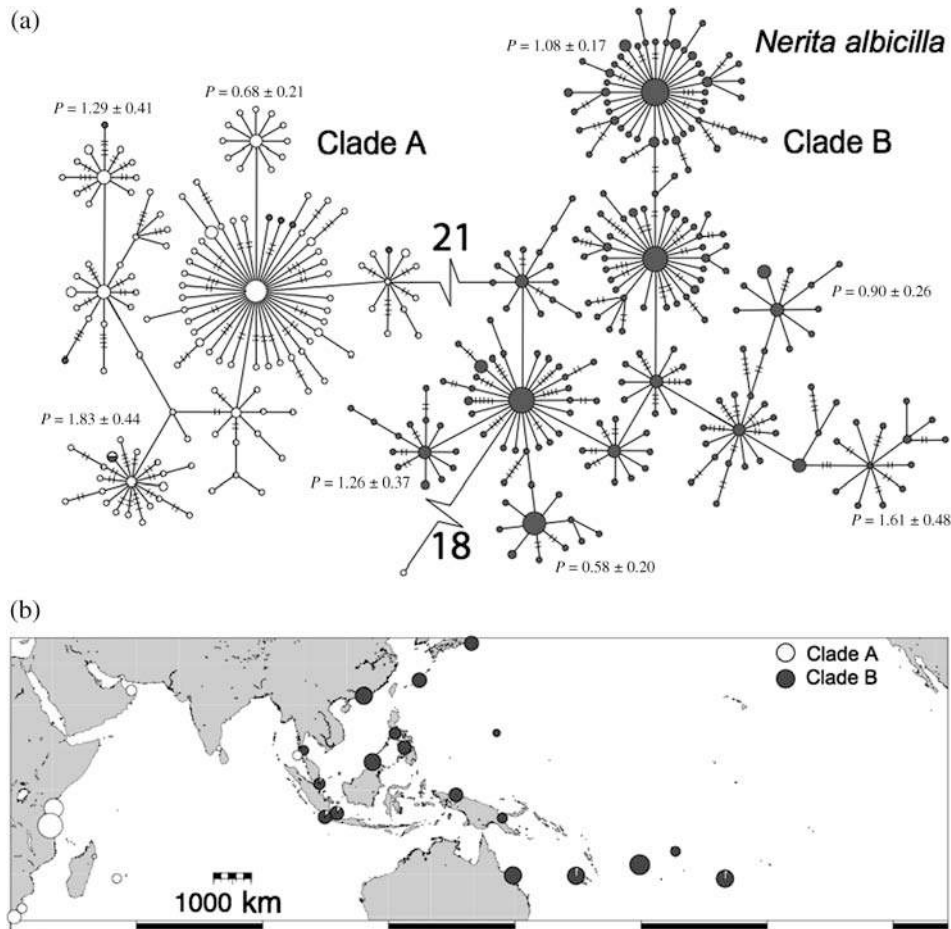 (a)
Nerita albicilla
P = 1.08 ± 0.17
P = 1.29 ± 0.41
P = 0.68 ± 0.21
Clade A
Clade B
21
P = 0.90 ± 0.26
P = 1.83 ± 0.44
P = 1.26 ± 0.37
18
P = 1.61 ± 0.48
P = 0.58 ± 0.20
(b)
Clade A
Clade B
1000 km